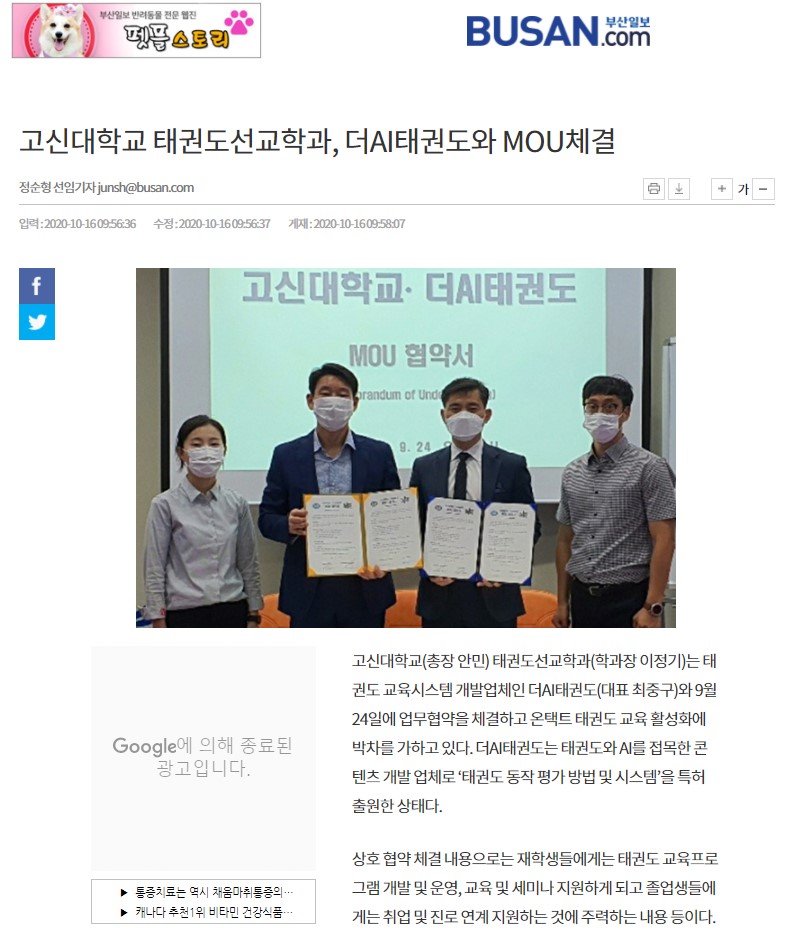 부산일보 반려동물 전문 웹진
펫플스토리
BUSAN.com 부산일보
고신대학교 태권도선교학과, 더AI태권도와 MOU체결
정순형 선임기자 junsh@busan.com
+ 가 -
입력 : 2020-10-16 09:56:36 수정 : 2020-10-16 09:56:37 게재 : 2020-10-16 09:58:07
f
고신대학교· 더AI태권도
MOU 협약서
orandum of Unde
9. 24.
고신대학교(총장 안민) 태권도선교학과(학과장 이정기)는 태
권도 교육시스템 개발업체인 더AI태권도(대표 최중구)와 9월
24일에 업무협약을 체결하고 온택트 태권도 교육 활성화에
박차를 가하고 있다. 더AI태권도는 태권도와 AI를 접목한 콘
텐츠 개발 업체로 ‘태권도 동작 평가 방법 및 시스템’을 특허
출원한 상태다.
Google에 의해 종료된
광고입니다.
▶ 통증치료는 역시 채움마취통증의…
▶ 캐나다 추천1위 비타민 건강식품…
상호 협약 체결 내용으로는 재학생들에게는 태권도 교육프로
그램 개발 및 운영, 교육 및 세미나 지원하게 되고 졸업생들에
게는 취업 및 진로 연계 지원하는 것에 주력하는 내용 등이다.